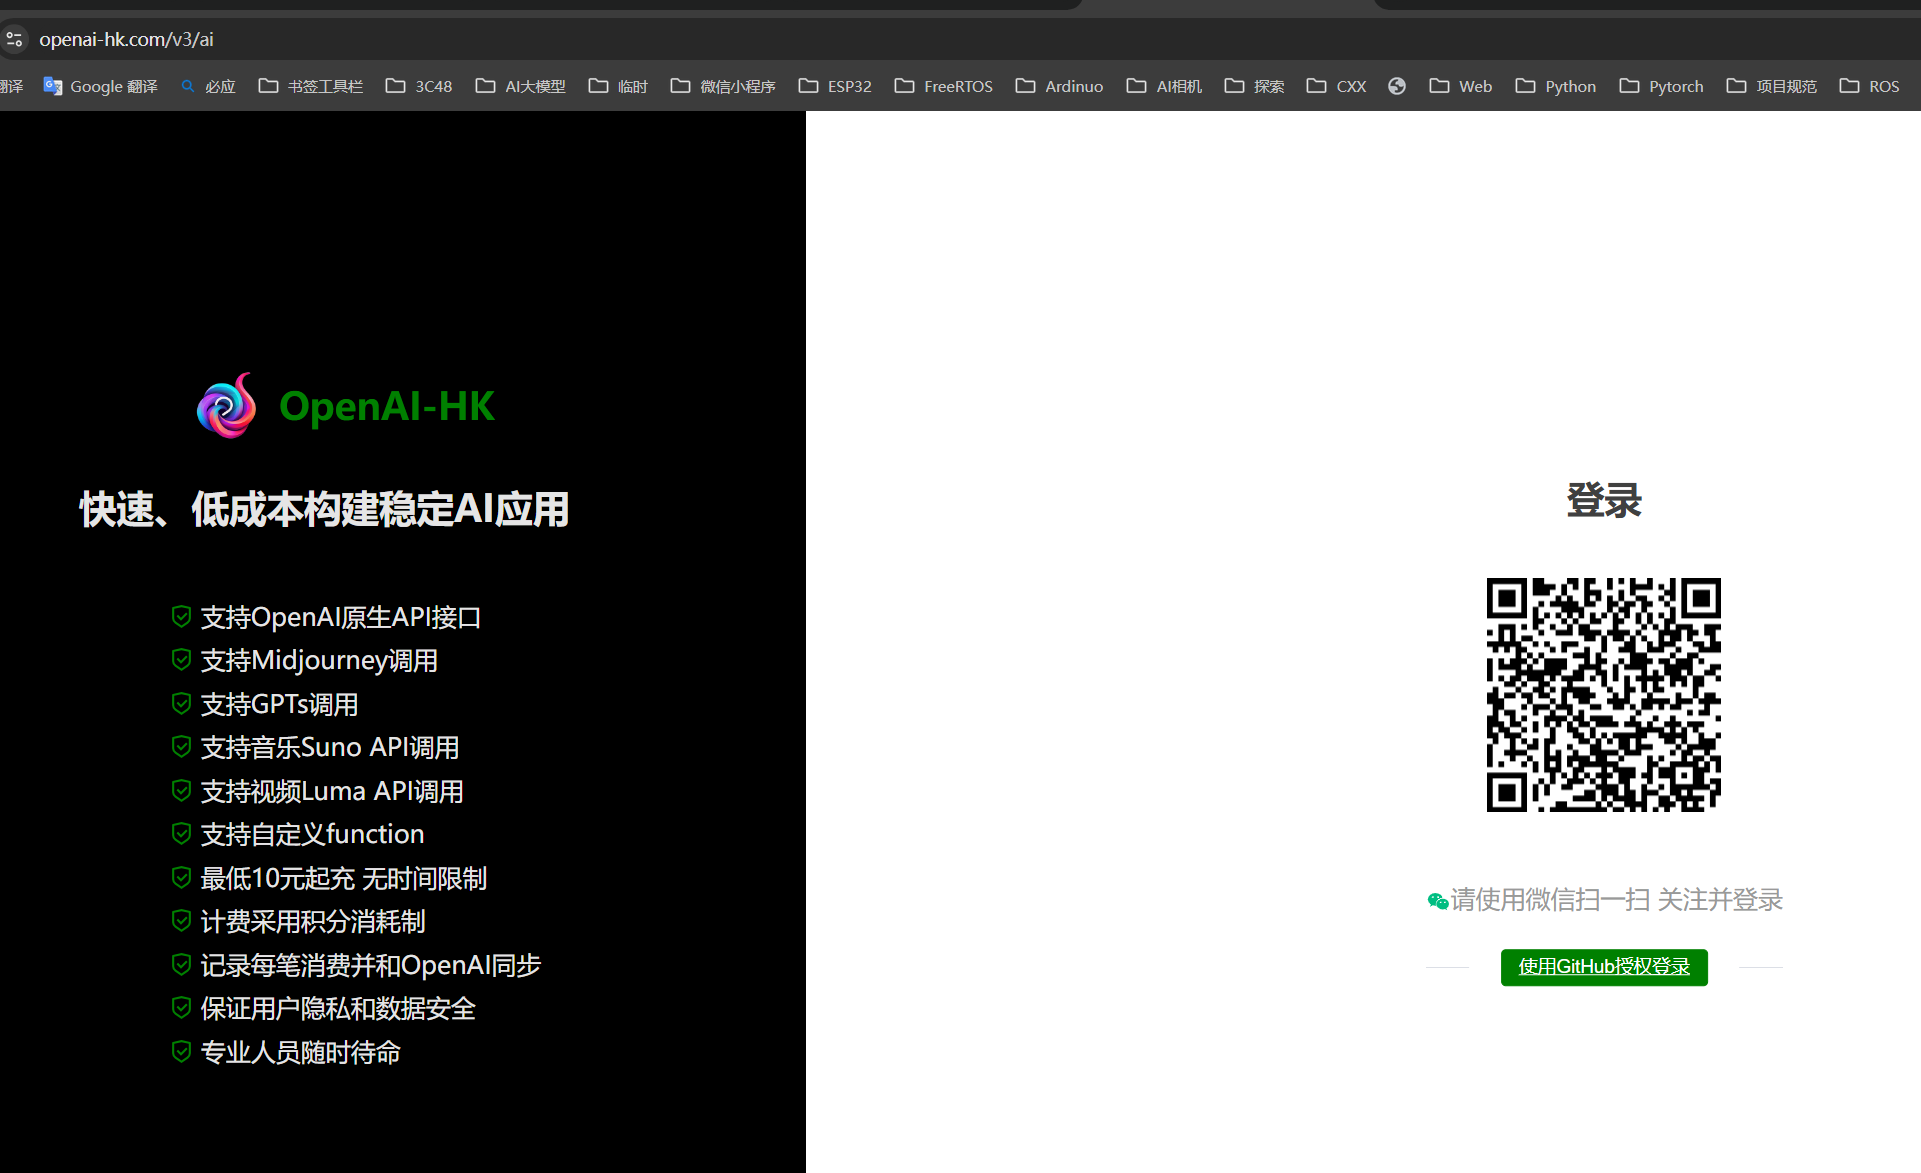 openai-hk.com/v3/ai
翻译 Google 翻译 必应 书签工具栏 3C48 AI大模型 临时 微信小程序 ESP32 FreeRTOS Ardinuo AI相机 探索 CXX Web Python Pytorch 项目规范 ROS
OpenAI-HK
快速、低成本构建稳定AI应用
支持OpenAI原生API接口
支持Midjourney调用
支持GPTs调用
支持音乐Suno API调用
支持视频Luma API调用
支持自定义function
最低10元起充 无时间限制
计费采用积分消耗制
记录每笔消费并和OpenAI同步
保证用户隐私和数据安全
专业人员随时待命
登录
请使用微信扫一扫 关注并登录
使用GitHub授权登录